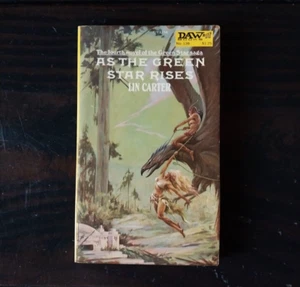 DAW
The fourth novel of the Green Star saga
AS THE GREEN
STAR RISES
LIN CARTER